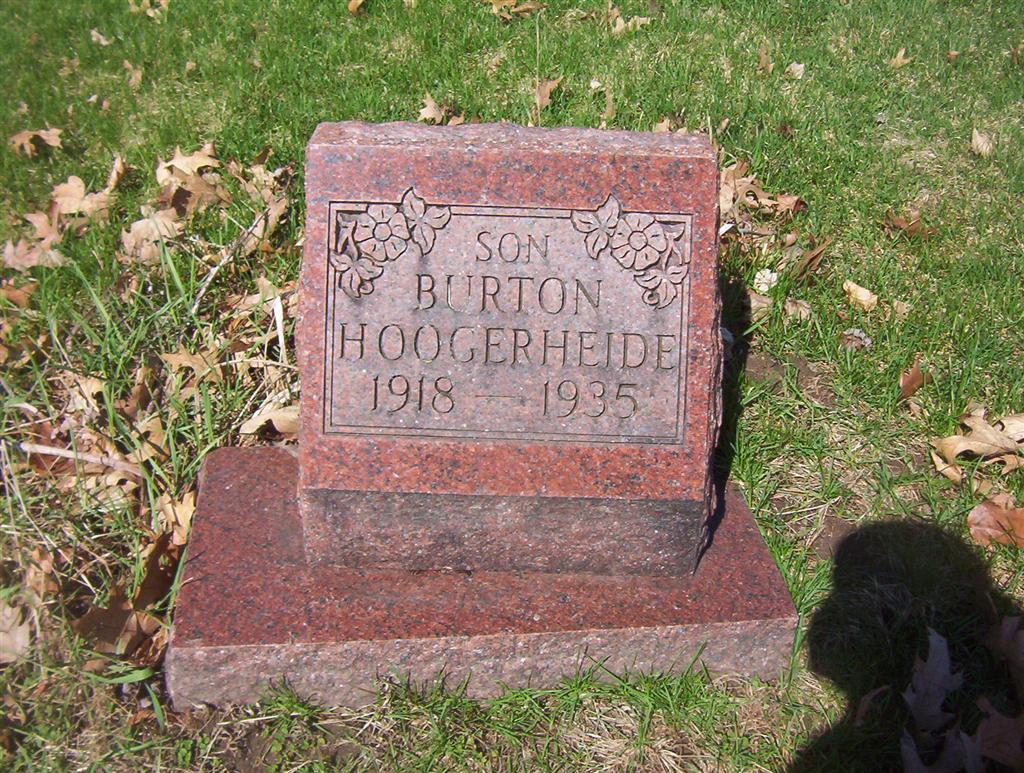 SON
BURTON
HOOGERHEIDE
1918 — 1935